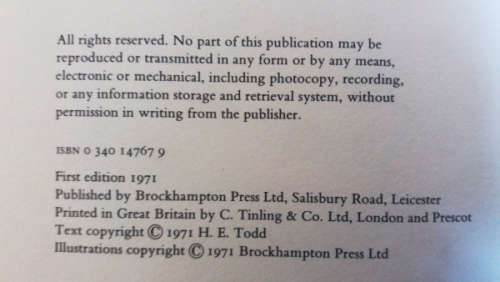 All rights reserved. No part of this publication may be
reproduced or transmitted in any form or by any means,
electronic or mechanical, including photocopy, recording,
or any information storage and retrieval system, without
permission in writing from the publisher.
ISBN 0 340 14767 9
First edition 1971
Published by Brockhampton Press Ltd, Salisbury Road, Leicester
Printed in Great Britain by C. Tinling & Co. Ltd, London and Prescot
Text copyright © 1971 H. E. Todd
Illustrations copyright © 1971 Brockhampton Press Ltd